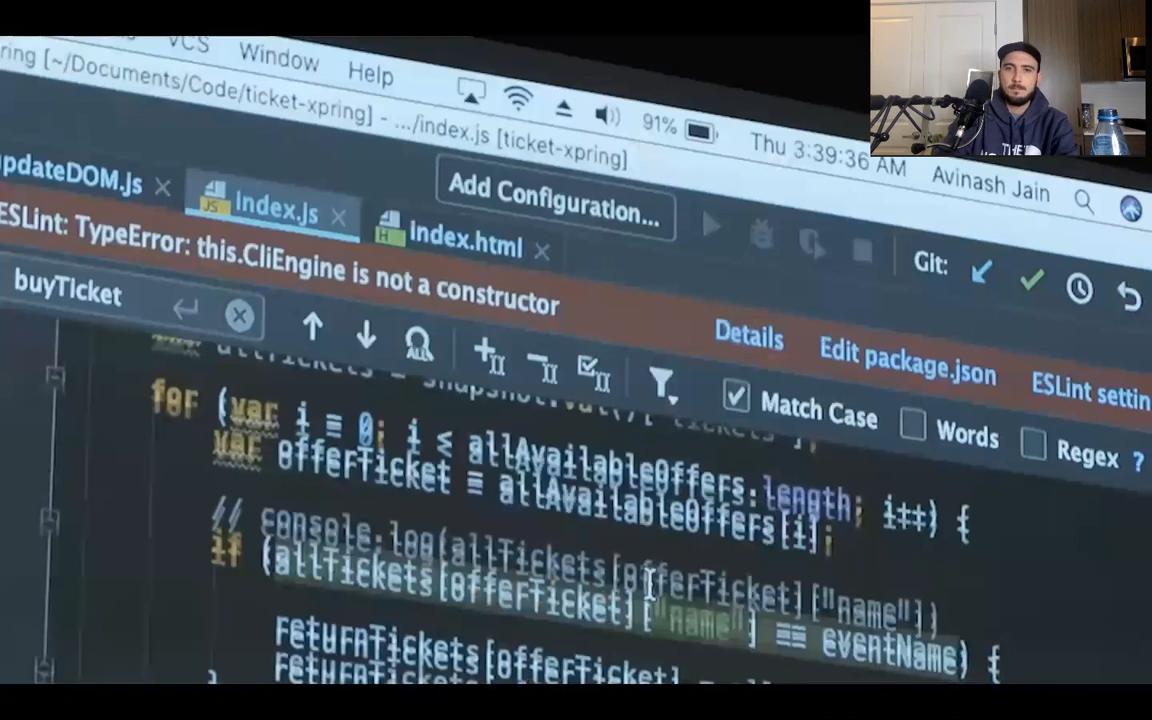 VCS Window Help
ring [~/Documents/Code/ticket-xpring] - .../index.js [ticket-xpring]
91% Thu 3:39:36 AM Avinash Jain
updateDOM.js Index.js Index.html
Add Configuration...
Git:
ESLint: TypeError: this.CliEngine is not a constructor
Details Edit package.json ESLint settin
buyTicket
Match Case Words Regex ?
for (var i = 0; i < allAvailableOffers.length; i++) {
var offerTicket = allAvailableOffers[i];
// console.log(allTickets[offerTicket]["name"])
if (allTickets[offerTicket]["name"] == eventName) {
returnTickets[offerTicket]
THE